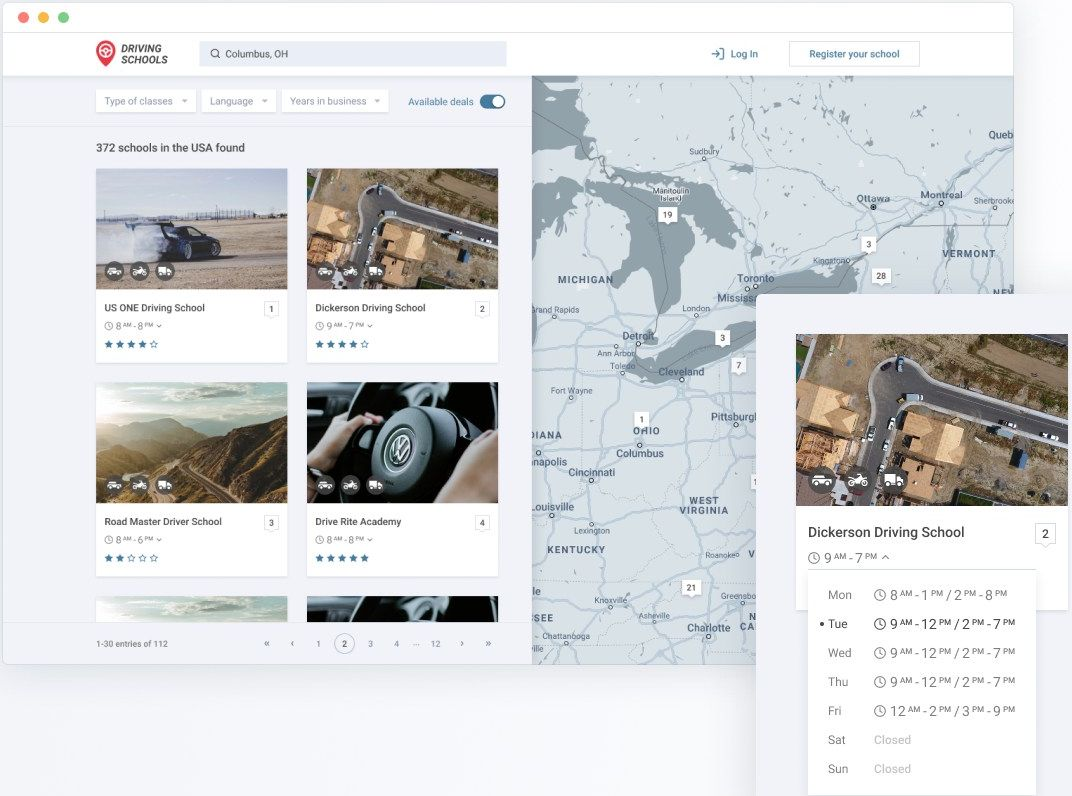 DRIVING
SCHOOLS
Columbus, OH
Log In
Register your school
Type of classes
Language
Years in business
Available deals
372 schools in the USA found
US ONE Driving School
1
8 AM - 8 PM
Dickerson Driving School
2
9 AM - 7 PM
Road Master Driver School
3
8 AM - 6 PM
Drive Rite Academy
4
8 AM - 8 PM
1-30 entries of 112
« ‹ 1 2 3 4 ... 12 › »
Sudbury
Manitoulin
Island
19
Ottawa
Montreal
Sherbrooke
Kingston
3
28
VERMONT
MICHIGAN
Toronto
London
Detroit
Ann Arbor
Toledo
3
7
Cleveland
Fort Wayne
1
OHIO
Columbus
Cincinnati
WEST
VIRGINIA
Lexington
KENTUCKY
Roanoke
21
Knoxville
Asheville
Charlotte
Chattanooga
Dickerson Driving School
2
9 AM - 7 PM
Mon 8 AM - 1 PM / 2 PM - 8 PM
• Tue 9 AM - 12 PM / 2 PM - 7 PM
Wed 9 AM - 12 PM / 2 PM - 7 PM
Thu 9 AM - 12 PM / 2 PM - 7 PM
Fri 12 AM - 2 PM / 3 PM - 9 PM
Sat Closed
Sun Closed